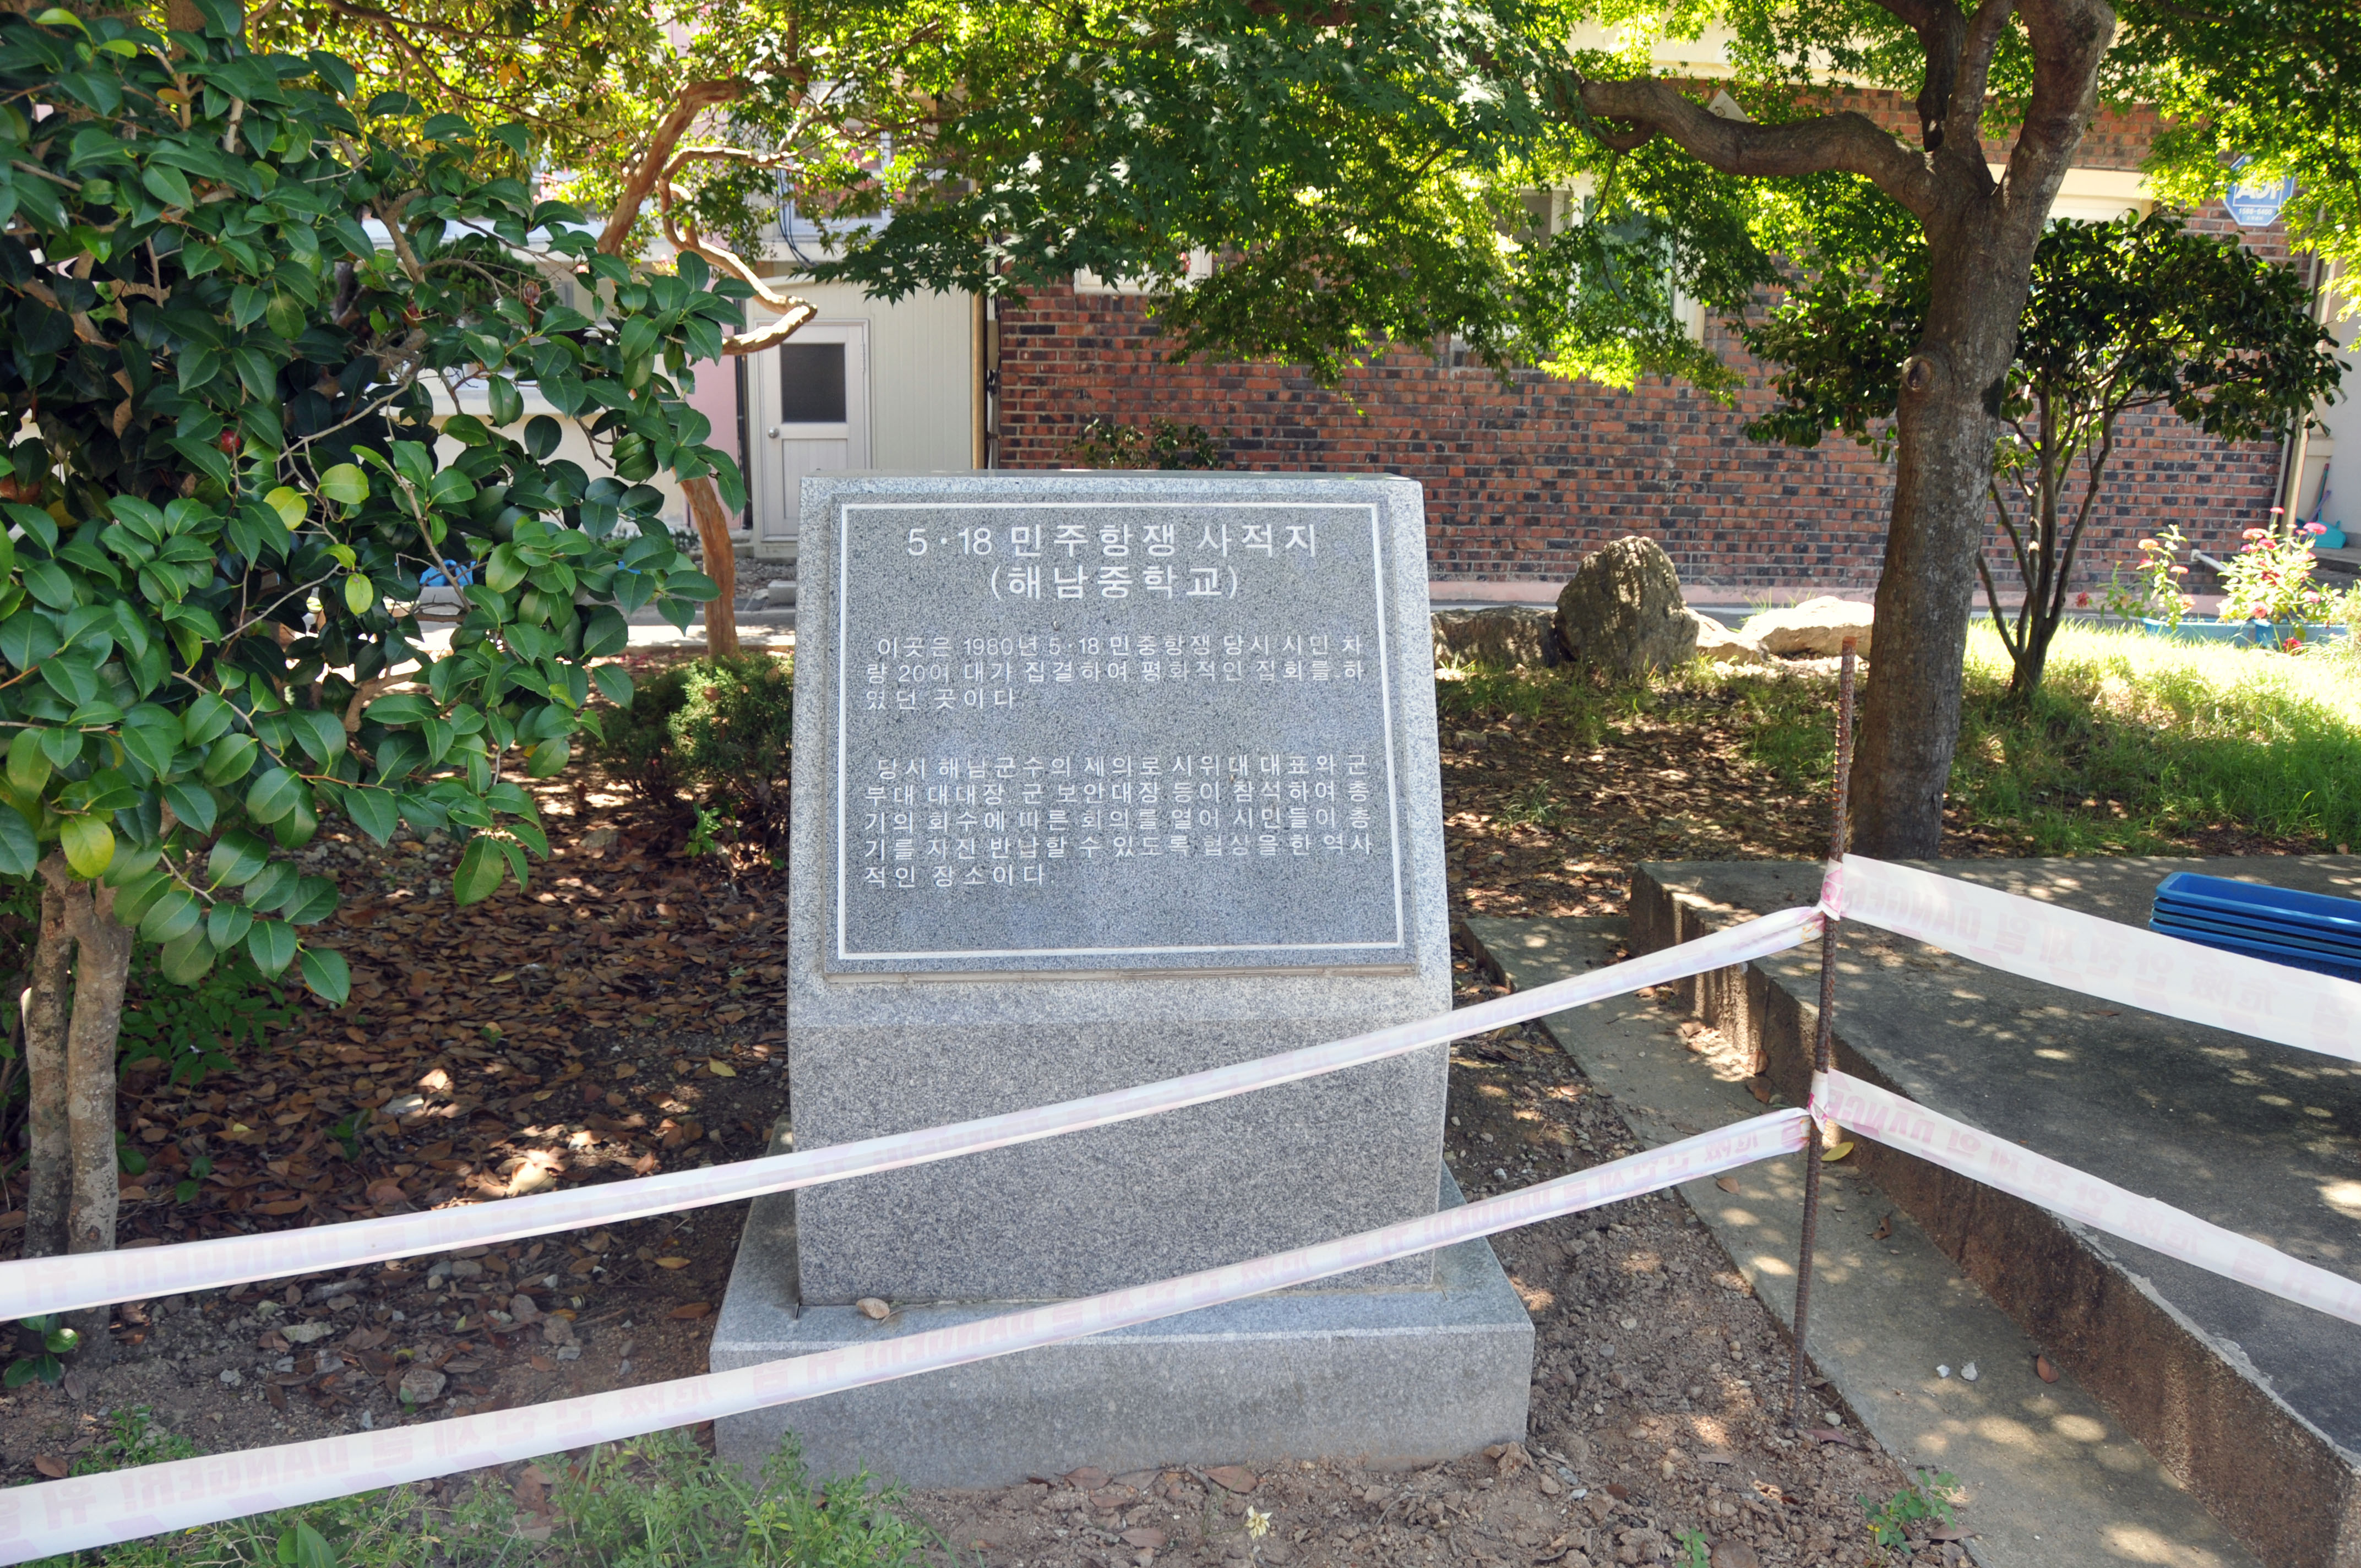 5·18 민주항쟁 사적지
(해남중학교)
이곳은 1980년 5·18 민중항쟁 당시 시민 차
량 20여 대가 집결하여 평화적인 집회를 하
였던 곳이다
당시 해남군수의 제의로 시위대 대표와 군
부대 대대장 군 보안대장 등이 참석하여 총
기의 회수에 따른 회의를 열어 시민들이 총
기를 자진 반납할 수 있도록 협상을 한 역사
적인 장소이다.
1588-6400